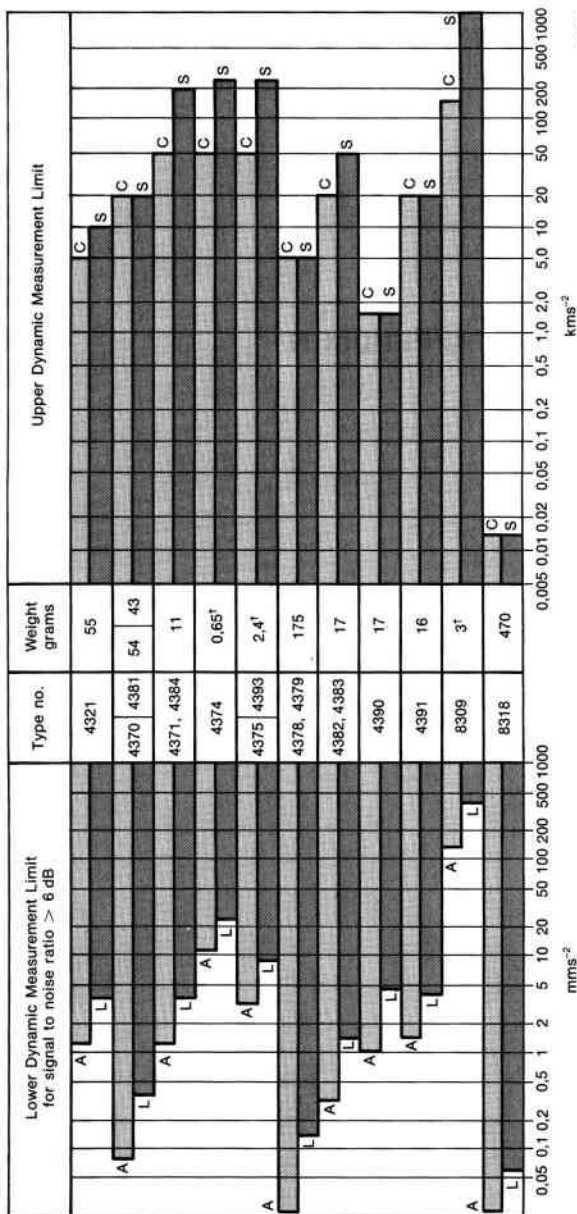 Lower Dynamic Measurement Limit
for signal to noise ratio > 6 dB
Type no.
Weight
grams
Upper Dynamic Measurement Limit
A
L
4321
55
C
S
A
L
4370 4381
54 43
C
S
A
L
4371, 4384
11
C
S
A
L
4374
0,65†
C
S
A
L
4375 4393
2,4†
C
S
A
L
4378, 4379
175
C
S
A
L
4382, 4383
17
C
S
A
L
4390
17
C
S
A
L
4391
16
C
S
A
L
8309
3†
C
S
A
L
8318
470
C
S
0,05 0,1 0,2 0,5 1 2 5 10 20 50 100 200 500 1000
mms⁻²
0,005 0,01 0,02 0,05 0,1 0,2 0,5 1,0 2.0 5.0 10 20 50 100 200 500 1000
kms⁻²